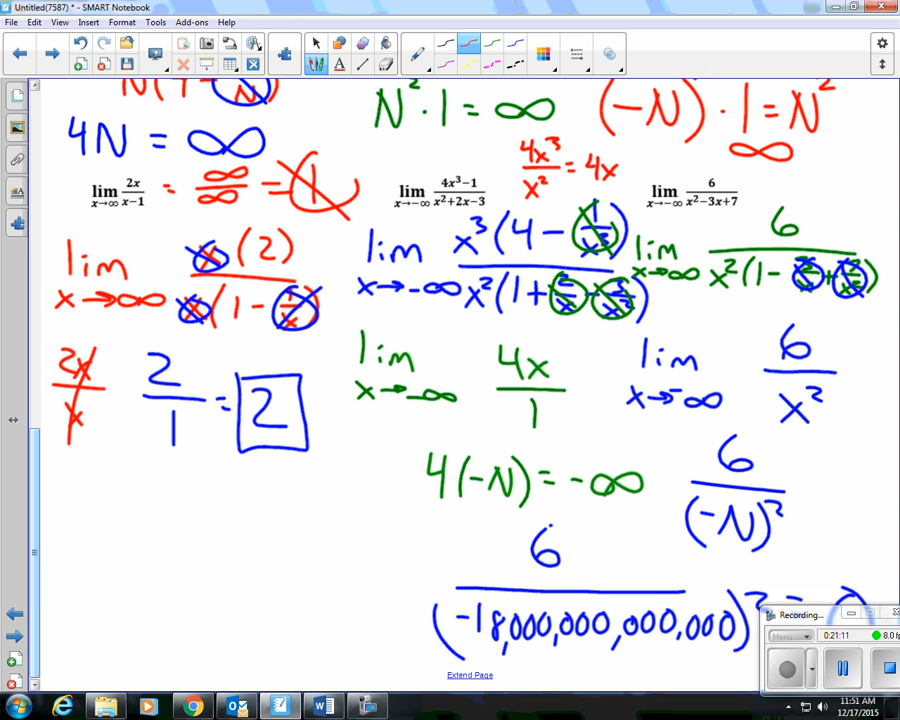 Untitled(7587) * - SMART Notebook
File Edit View Insert Format Tools Add-ons Help
N(4 - N)
N² · 1 = ∞
(-N) · 1 = N²
∞
4N = ∞
4x³/x² = 4x
lim x→∞ 2x/(x-1) = ∞/∞ = 1
lim x→-∞ (4x³-1)/(x²+2x-3)
lim x→-∞ 6/(x²-3x+7)
lim x→∞ x(2)/x(1 - 1/x)
lim x→-∞ x³(4 - 1/x³)/x²(1 + 2/x - 3/x²)
lim x→∞ 6/x²(1 - 3/x + 7/x²)
2x/x
2/1 = 2
lim x→-∞ 4x/1
lim x→-∞ 6/x²
4(-N) = -∞
6/(-N)²
6/(-18,000,000,000,000)² =
Extend Page
Recording...
Menu
0:21:11
8.0 f
11:51 AM
12/17/2015